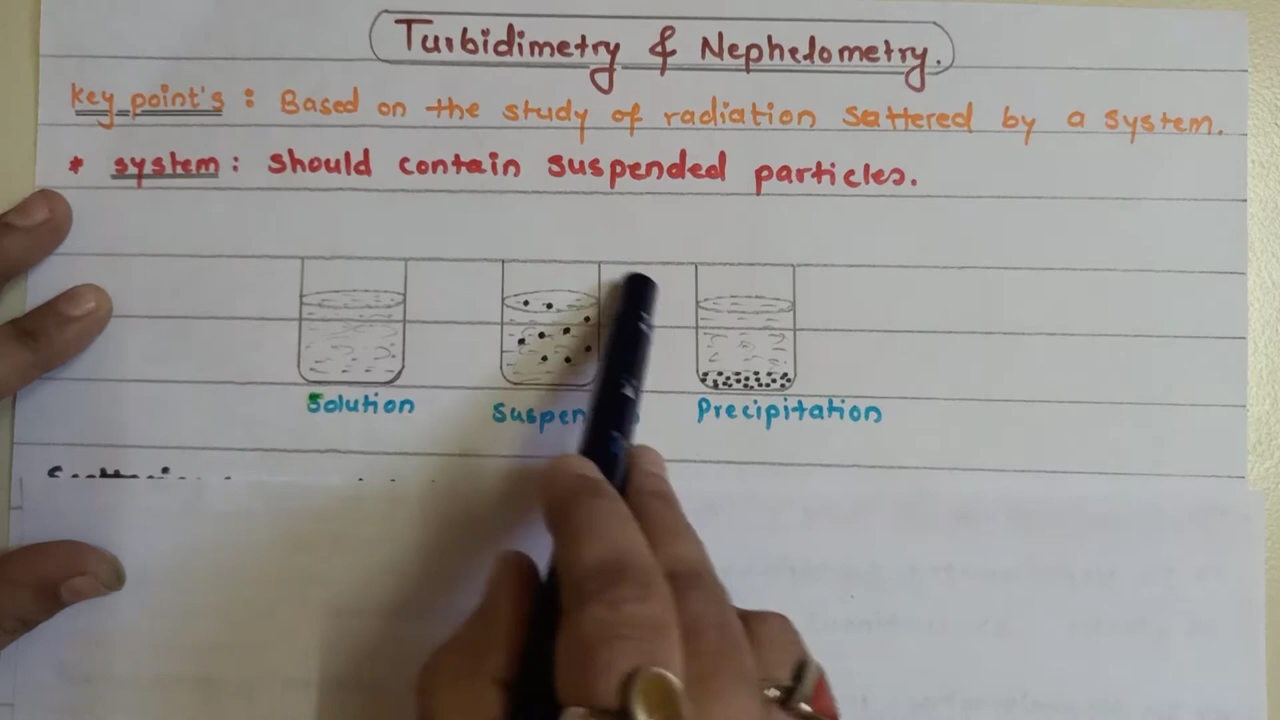 Turbidimetry & Nephelometry.
Key point's : Based on the study of radiation scattered by a system.
* system : should contain suspended particles.
Solution
Precipitation